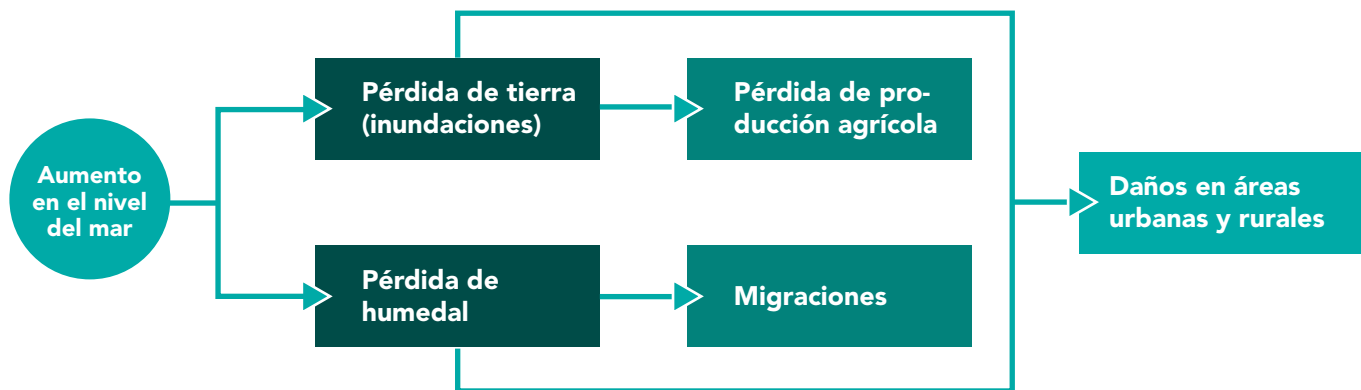 Aumento
en el nivel
del mar
Pérdida de tierra
(inundaciones)
Pérdida de pro-
ducción agrícola
Pérdida de
humedal
Migraciones
Daños en áreas
urbanas y rurales